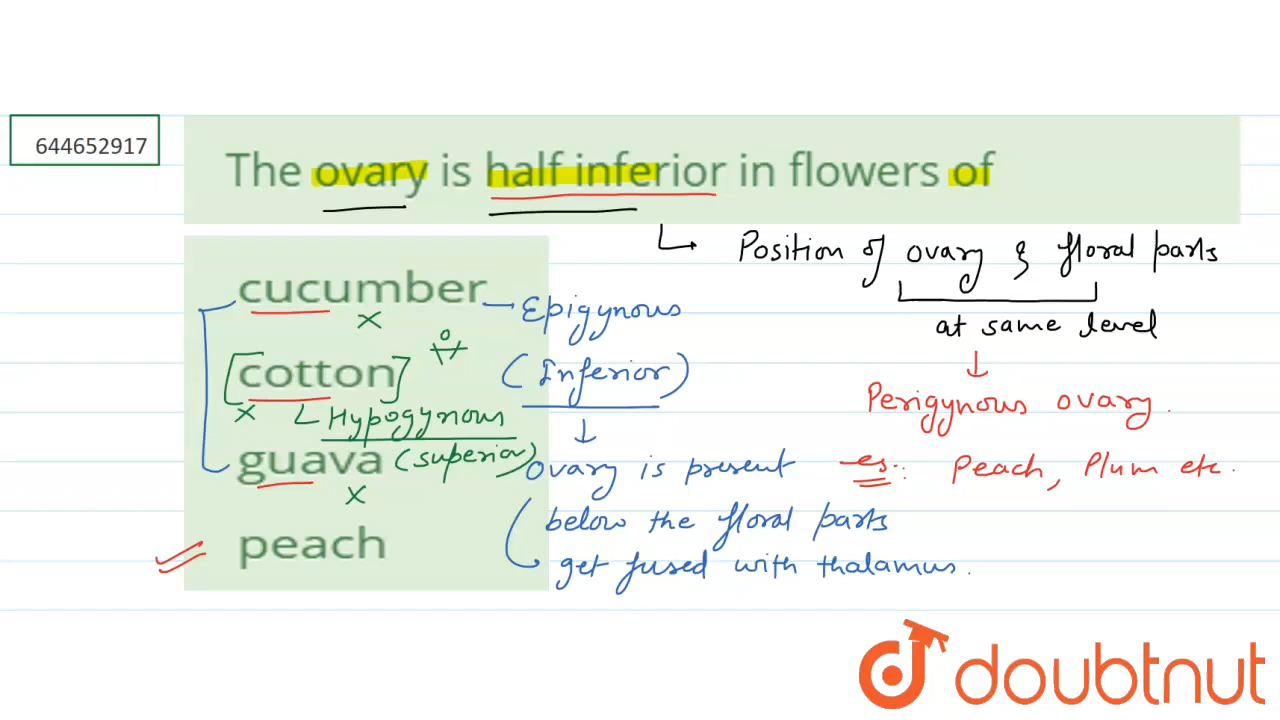 644652917
The ovary is half inferior in flowers of
Position of ovary & floral parts
at same level
Perigynous ovary.
eg:. Peach, Plum etc.
cucumber
x
Epigynous
(Inferior)
ovary is present
below the floral parts
get fused with thalamus.
[cotton]
x
Hypogynous
(superior)
guava
x
peach
doubtnut